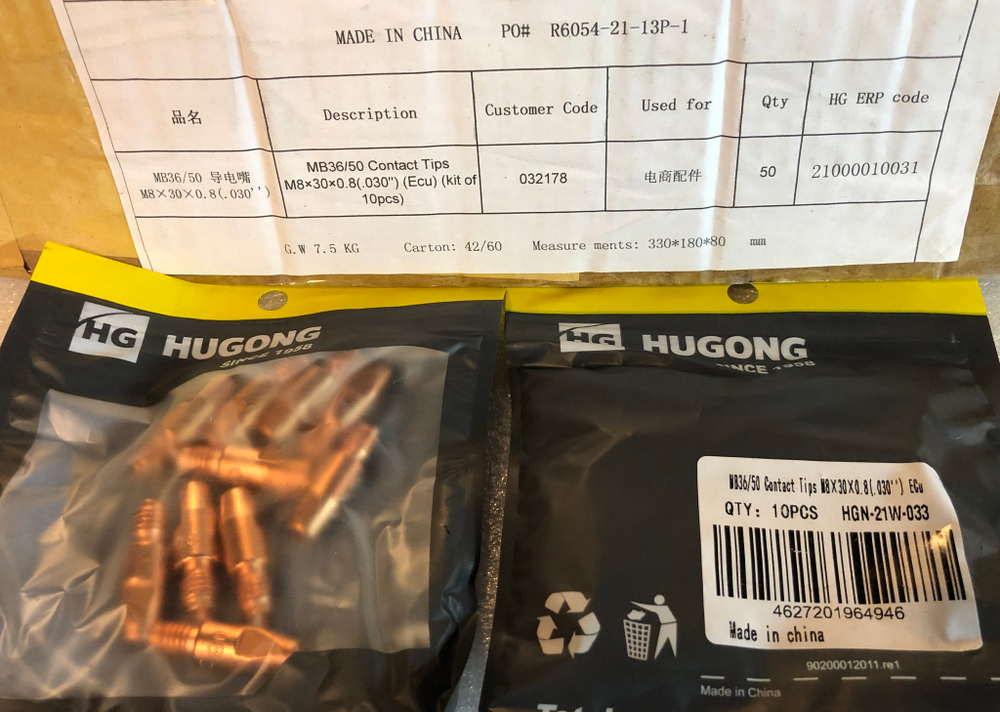 MADE IN CHINA PO# R6054-21-13P-1
品名 Description Customer Code Used for Qty HG ERP code
MB36/50 导电嘴
M8×30×0.8(.030'')
MB36/50 Contact Tips
M8×30×0.8(.030") (Ecu) (kit of
10pcs)
032178
电商配件
50
21000010031
G.W 7.5 KG Carton: 42/60 Measure ments: 330*180*80 mm
HG HUGONG
SINCE 1958
HG HUGONG
SINCE 1958
MB36/50 Contact Tips M8×30×0.8(.030'') ECu
QTY: 10PCS HGN-21W-033
4627201964946
Made in china
90200012011.re1
Made in China